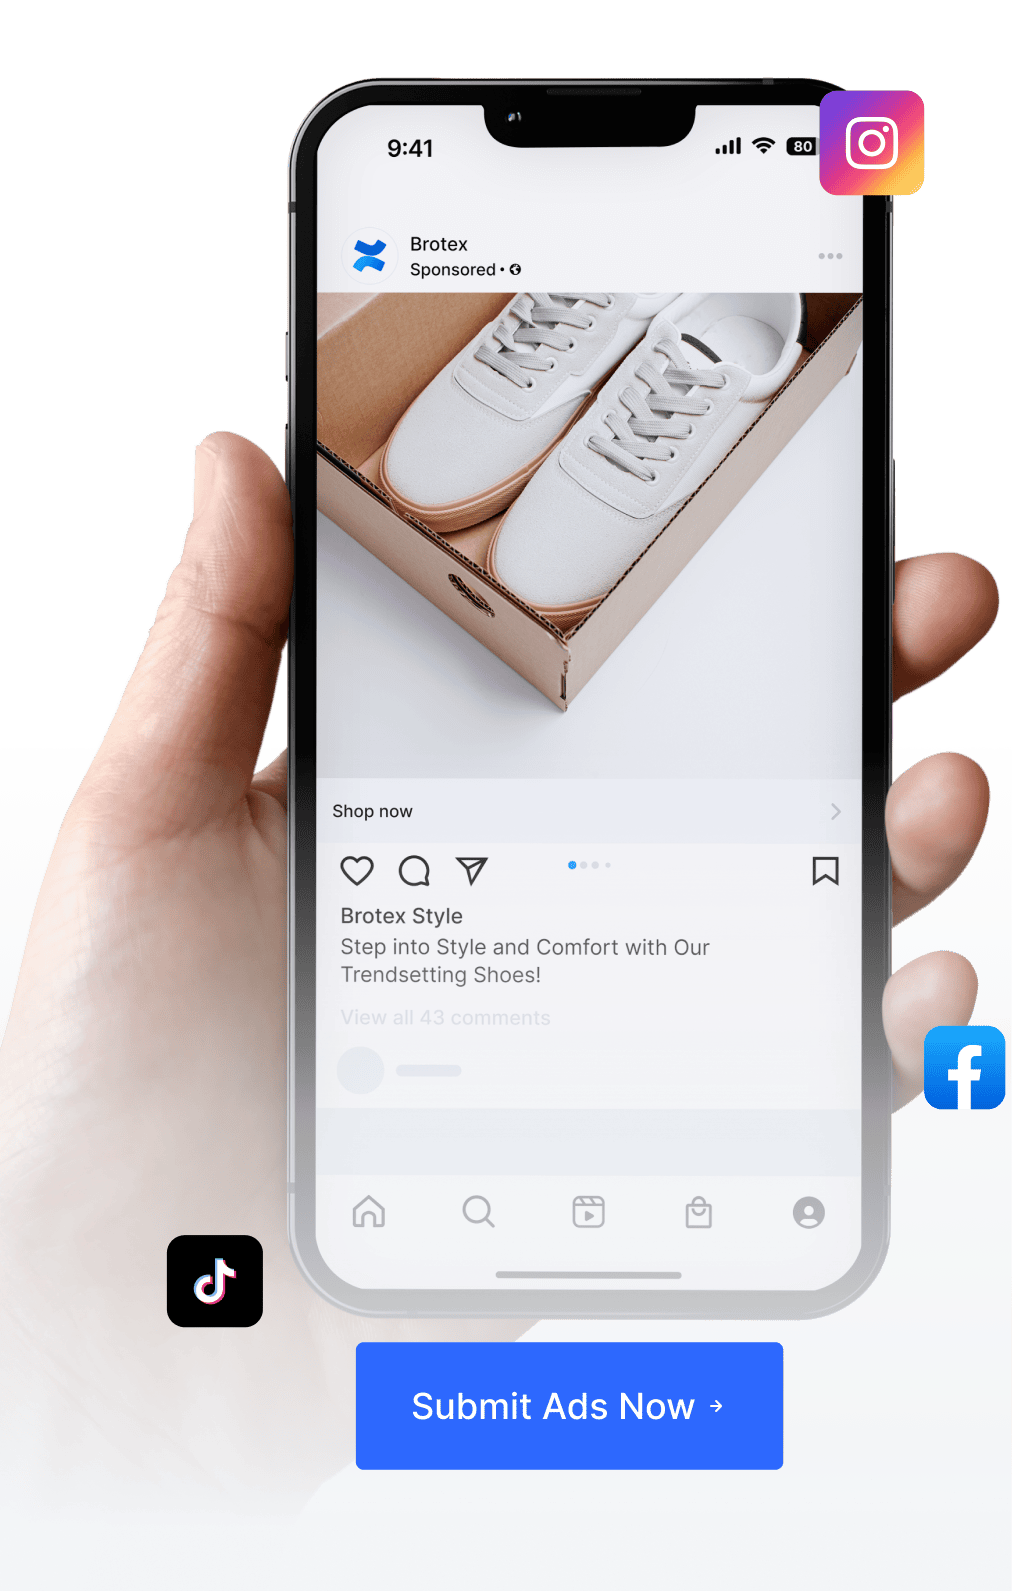 9:41
80
Brotex
Sponsored •
Shop now
Brotex Style
Step into Style and Comfort with Our
Trendsetting Shoes!
View all 43 comments
Submit Ads Now →